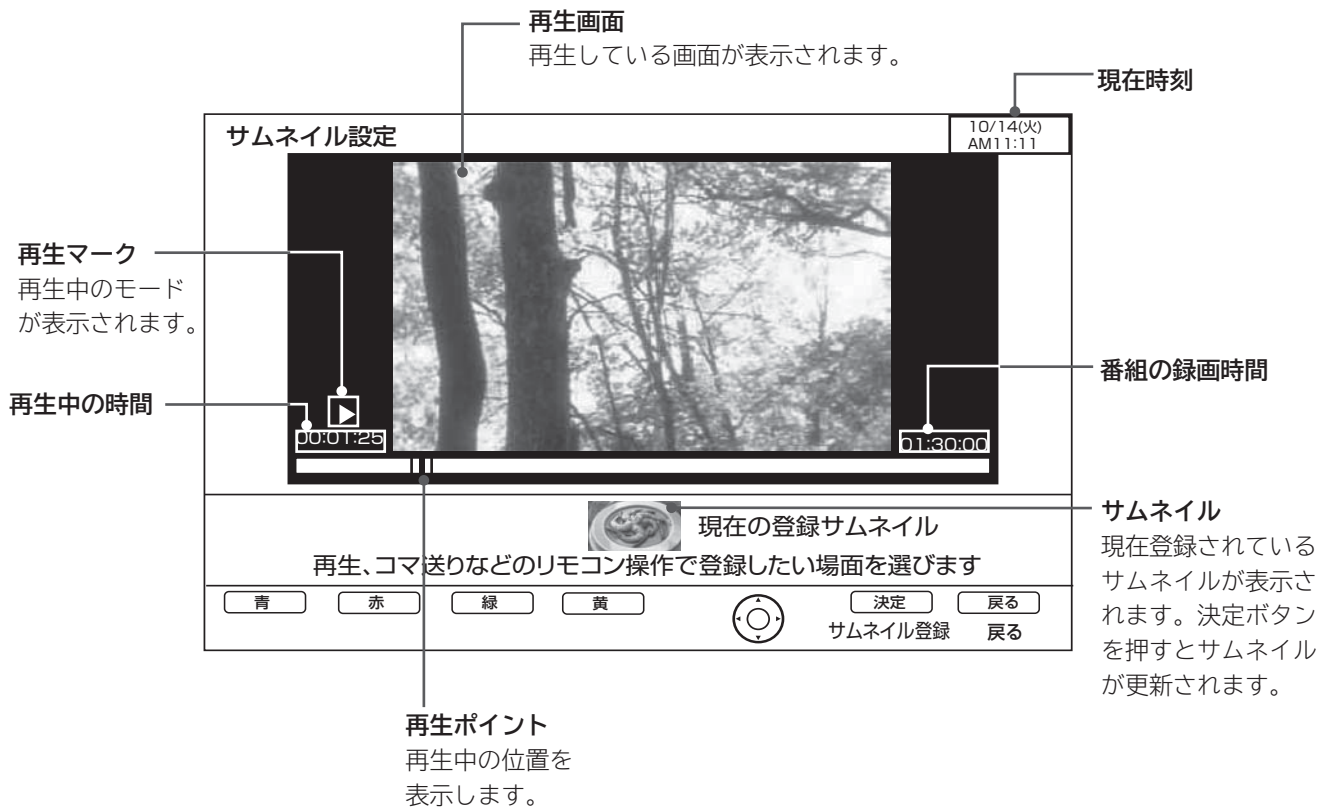 再生画面
再生している画面が表示されます。
現在時刻
サムネイル設定
10/14(火)
AM11:11
再生マーク
再生中のモード
が表示されます。
再生中の時間
00:01:25
番組の録画時間
01:30:00
現在の登録サムネイル
再生、コマ送りなどのリモコン操作で登録したい場面を選びます
青
赤
緑
黄
決定
戻る
サムネイル登録
戻る
サムネイル
現在登録されている
サムネイルが表示さ
れます。決定ボタン
を押すとサムネイル
が更新されます。
再生ポイント
再生中の位置を
表示します。